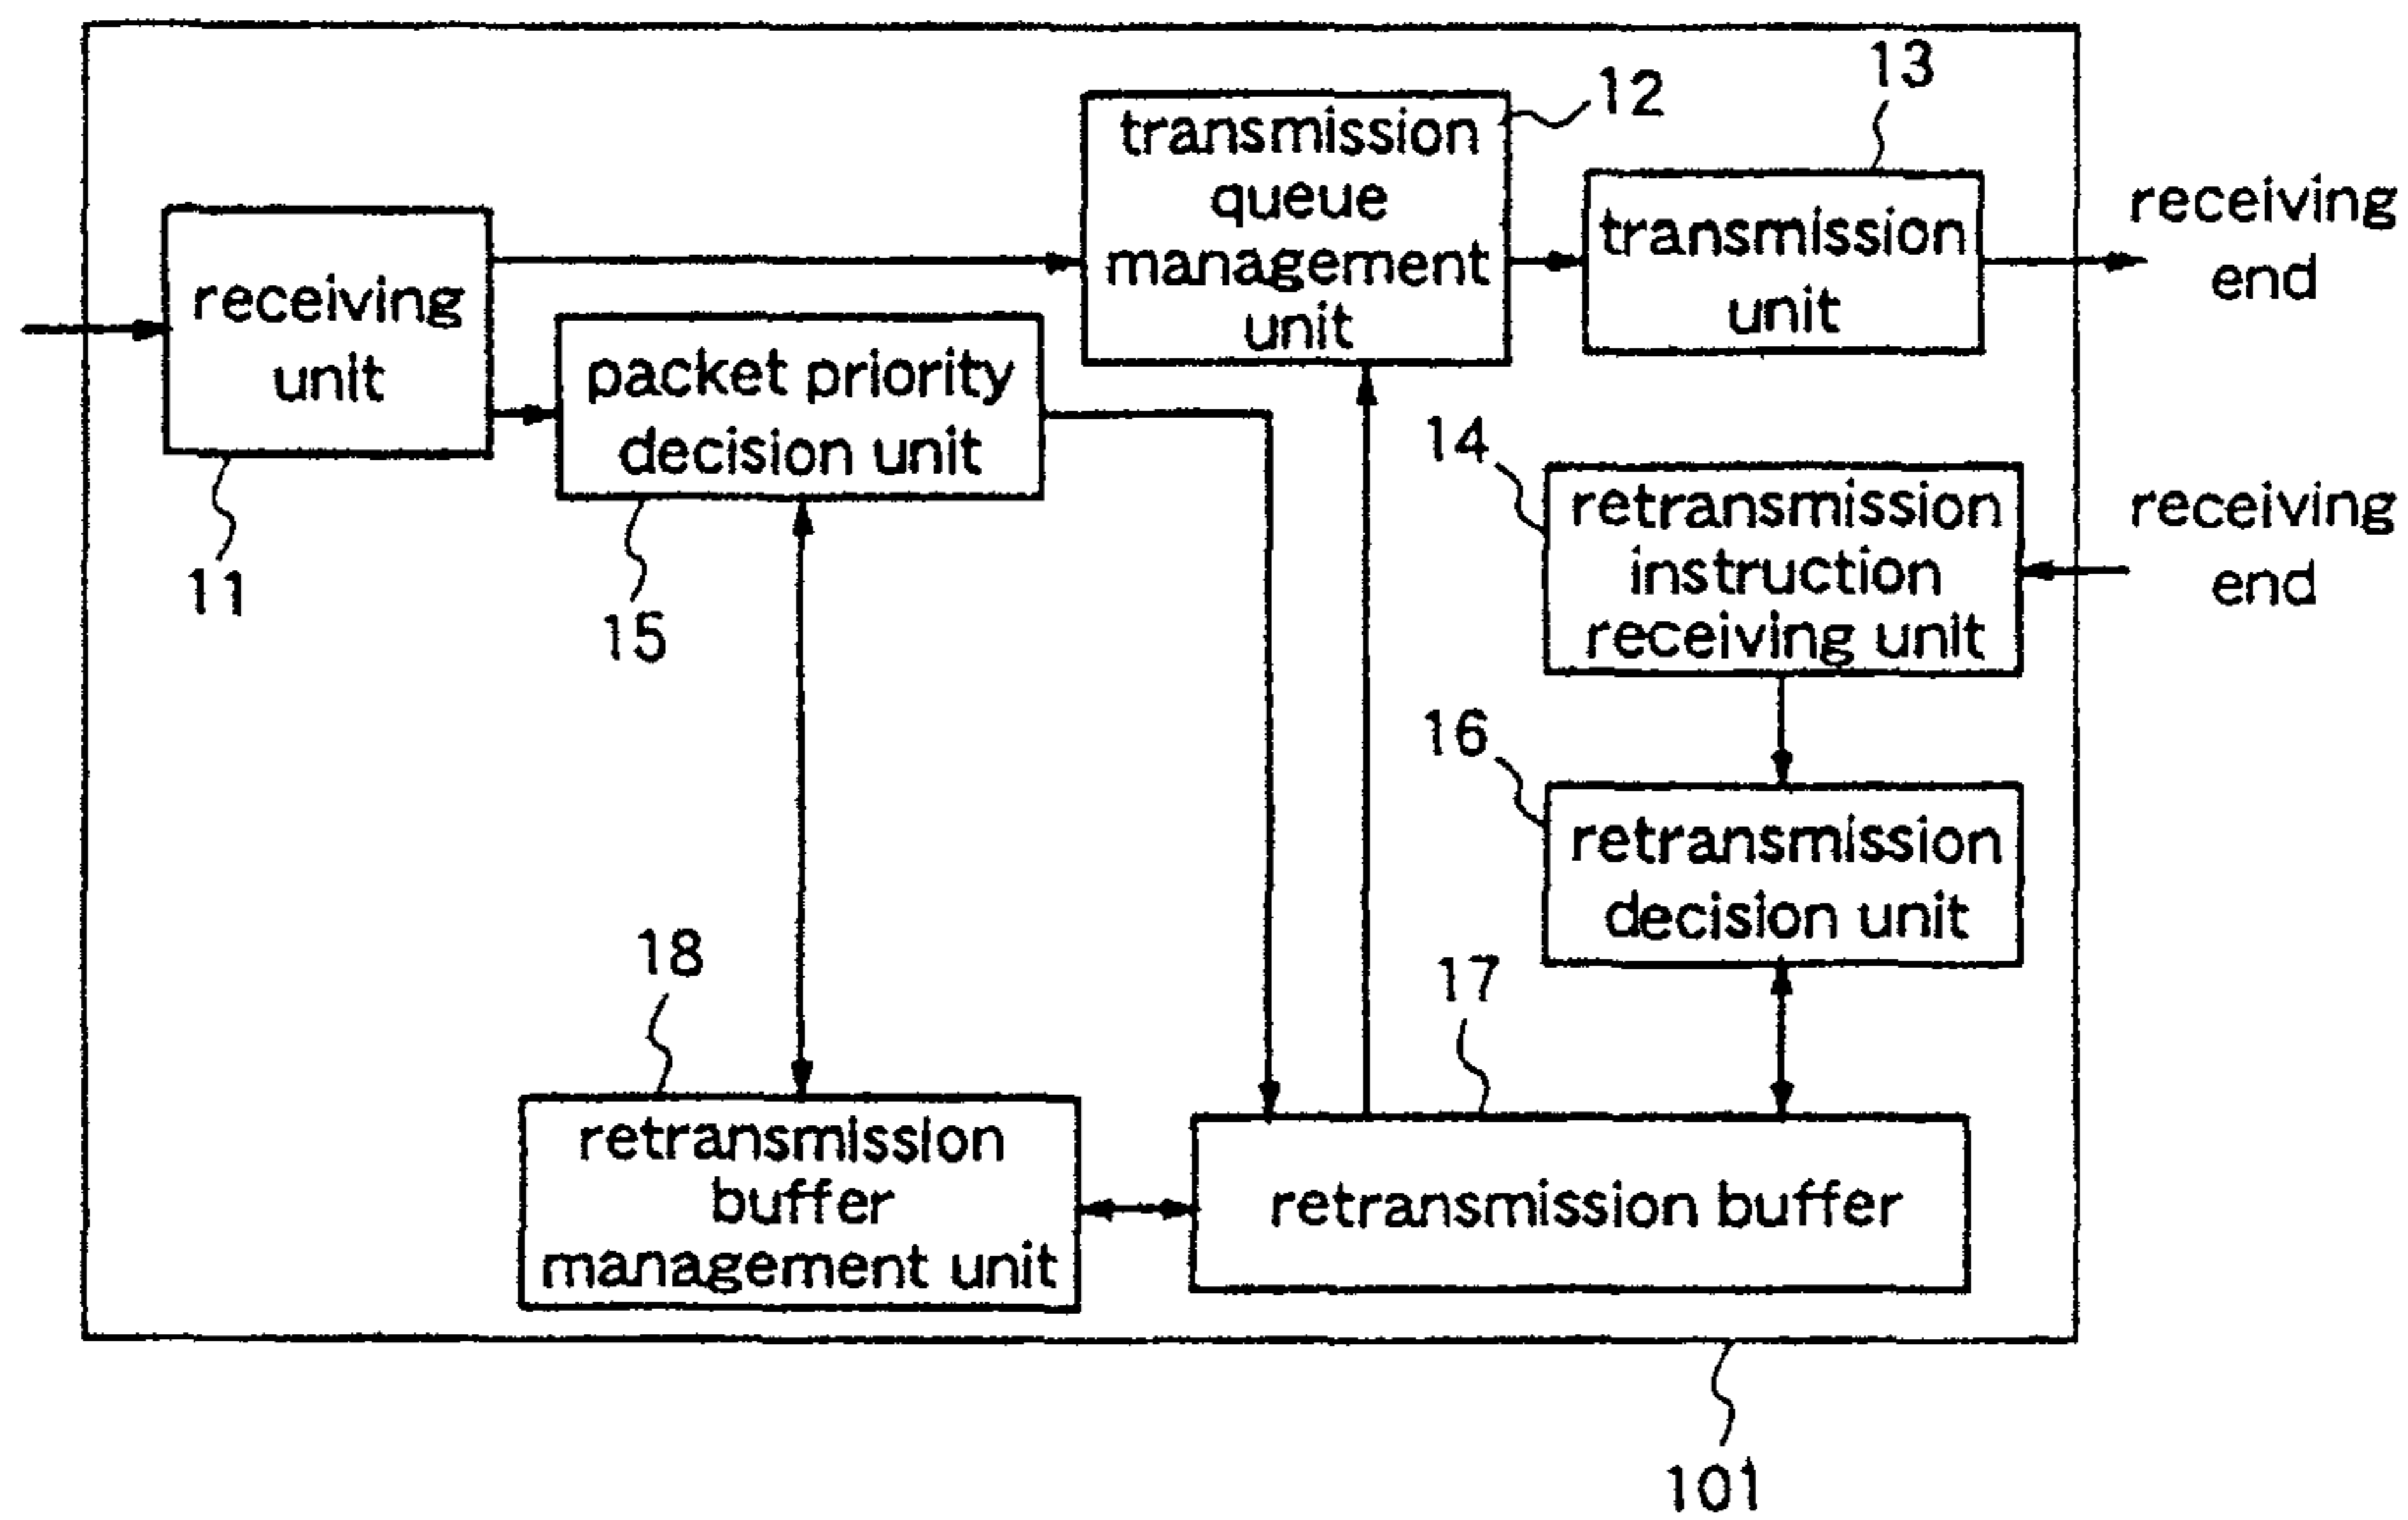 12
13
transmission
queue
management
unit
transmission
unit
receiving
end
receiving
unit
11
packet priority
decision unit
15
14
retransmission
instruction
receiving unit
receiving
end
16
retransmission
decision unit
18
retransmission
buffer
management unit
17
retransmission buffer
101